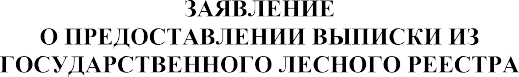 ЗАЯВЛЕНИЕ
О ПРЕДОСТАВЛЕНИИ ВЫПИСКИ ИЗ
ГОСУДАРСТВЕННОГО ЛЕСНОГО РЕЕСТРА